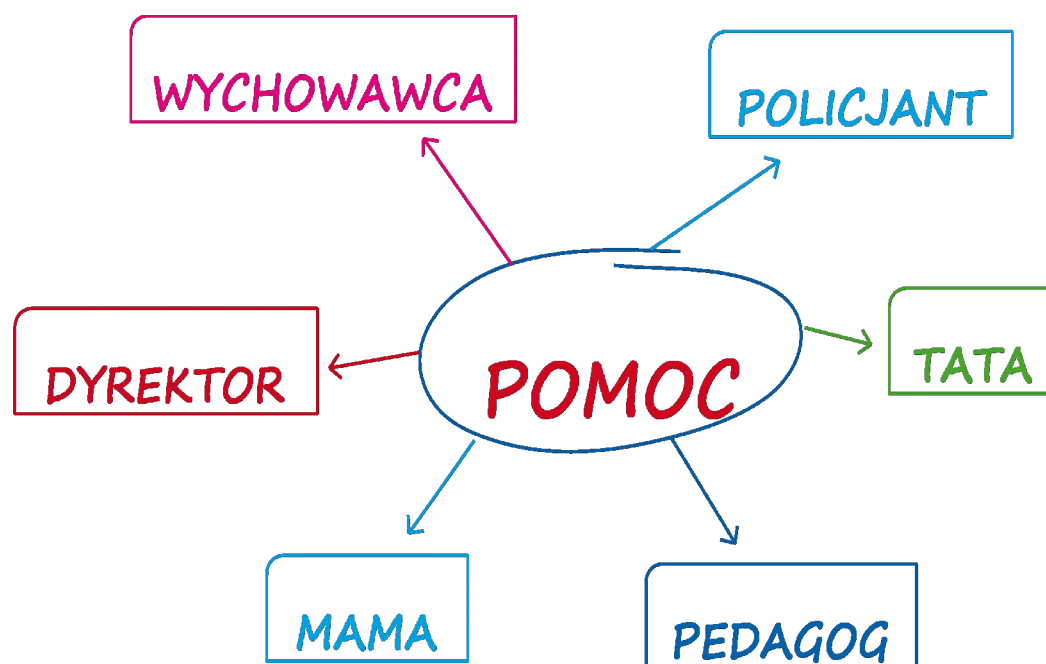 WYCHOWAWCA
POLICJANT
DYREKTOR
POMOC
TATA
MAMA
PEDAGOG